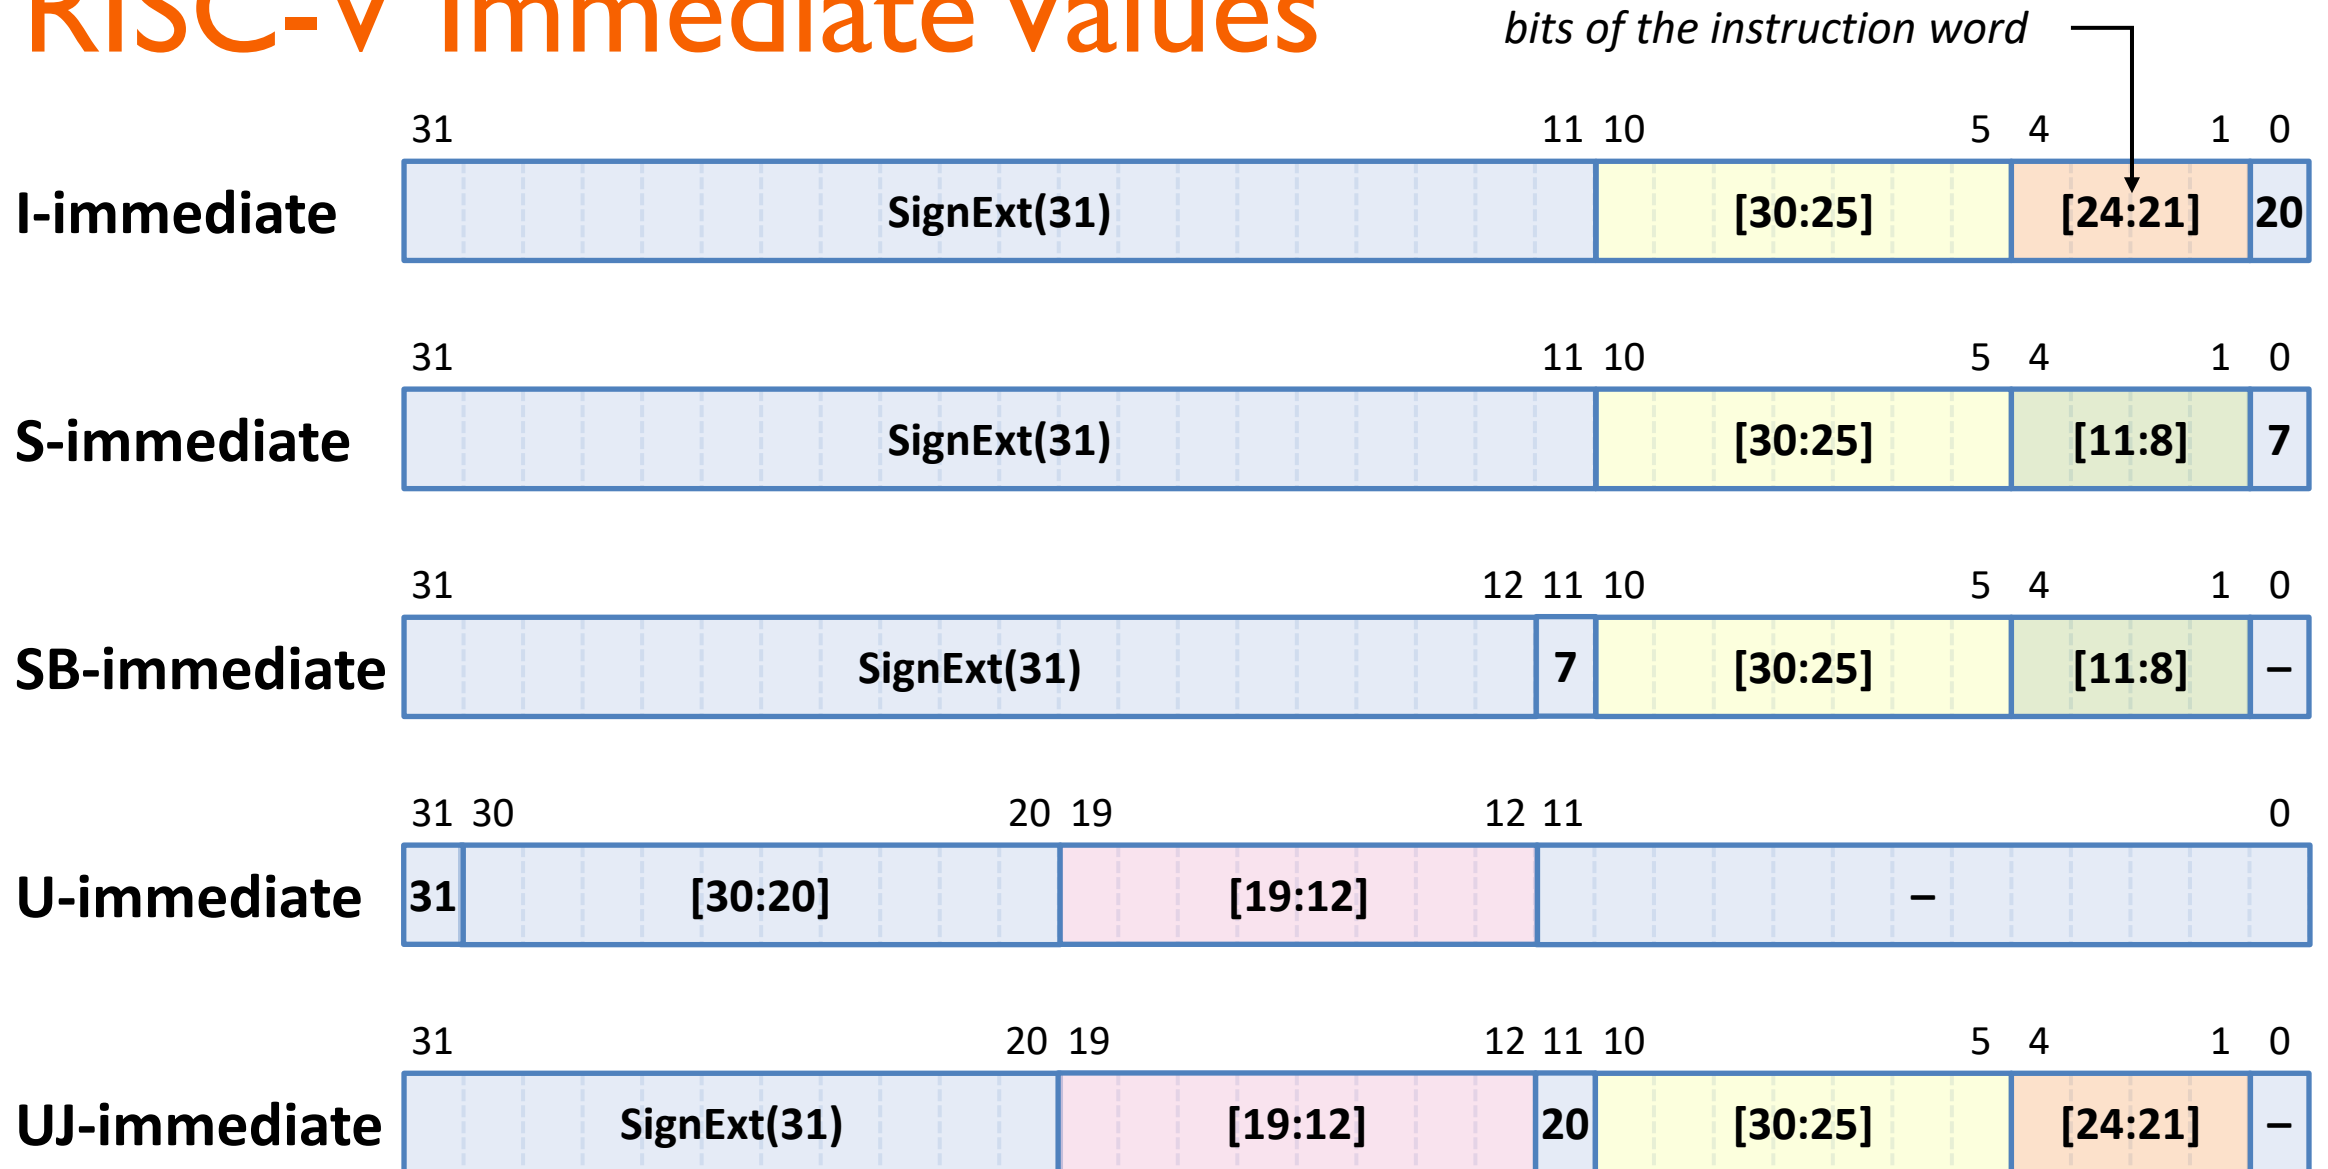 RISC-V Immediate Values
bits of the instruction word
31 11 10 5 4 1 0
I-immediate SignExt(31) [30:25] [24:21] 20
31 11 10 5 4 1 0
S-immediate SignExt(31) [30:25] [11:8] 7
31 12 11 10 5 4 1 0
SB-immediate SignExt(31) 7 [30:25] [11:8] –
31 30 20 19 12 11 0
U-immediate 31 [30:20] [19:12] –
31 20 19 12 11 10 5 4 1 0
UJ-immediate SignExt(31) [19:12] 20 [30:25] [24:21] –